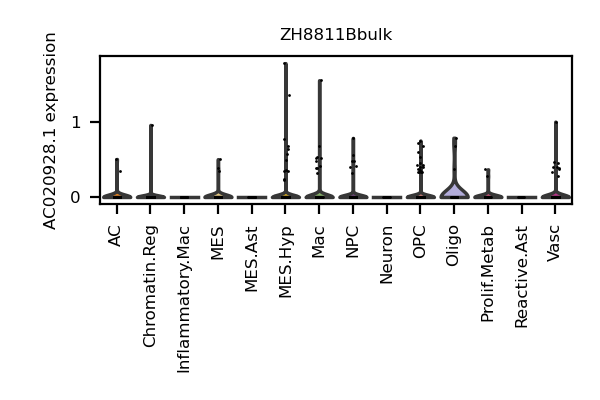 ZH8811Bbulk
AC020928.1 expression
1
0
AC
Chromatin.Reg
Inflammatory.Mac
MES
MES.Ast
MES.Hyp
Mac
NPC
Neuron
OPC
Oligo
Prolif.Metab
Reactive.Ast
Vasc